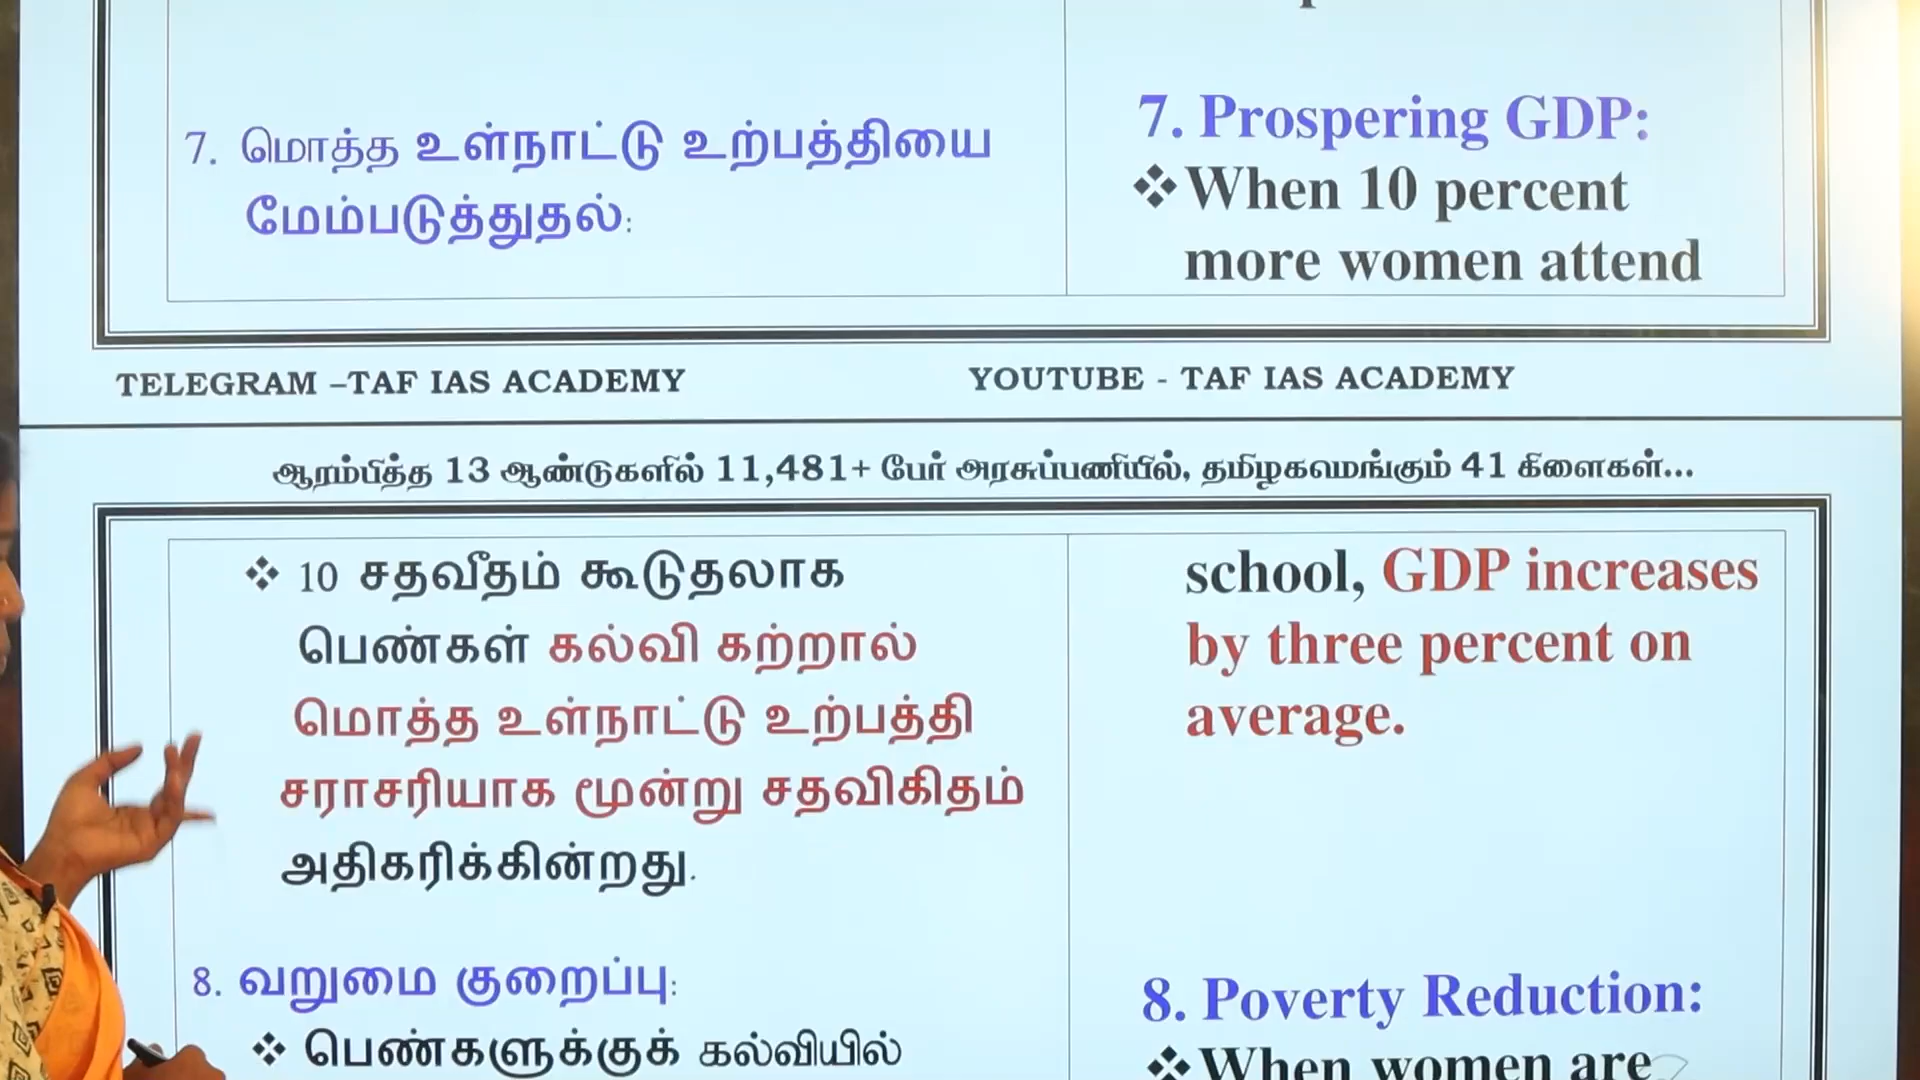 7. மொத்த உள்நாட்டு உற்பத்தியை
மேம்படுத்துதல்:
7. Prospering GDP:
❖ When 10 percent
more women attend
TELEGRAM –TAF IAS ACADEMY
YOUTUBE - TAF IAS ACADEMY
ஆரம்பித்த 13 ஆண்டுகளில் 11,481+ பேர் அரசுப்பணியில், தமிழகமெங்கும் 41 கிளைகள்...
❖ 10 சதவீதம் கூடுதலாக
பெண்கள் கல்வி கற்றால்
மொத்த உள்நாட்டு உற்பத்தி
சராசரியாக மூன்று சதவிகிதம்
அதிகரிக்கின்றது.
school, GDP increases
by three percent on
average.
8. வறுமை குறைப்பு:
❖ பெண்களுக்குக் கல்வியில்
8. Poverty Reduction:
❖ When women are